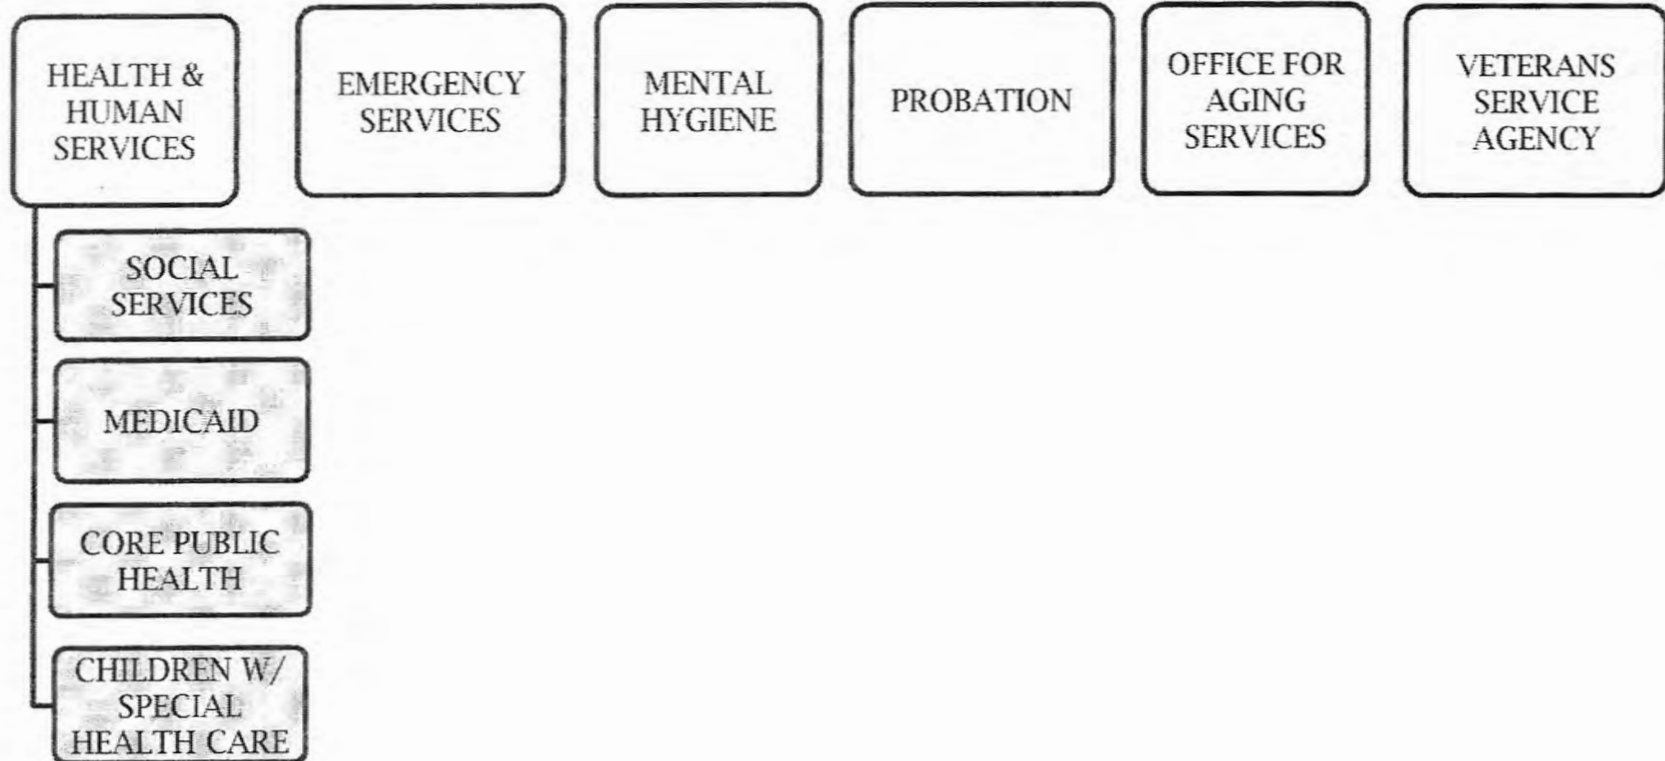 HEALTH &
HUMAN
SERVICES
EMERGENCY
SERVICES
MENTAL
HYGIENE
PROBATION
OFFICE FOR
AGING
SERVICES
VETERANS
SERVICE
AGENCY
SOCIAL
SERVICES
MEDICAID
CORE PUBLIC
HEALTH
CHILDREN W/
SPECIAL
HEALTH CARE